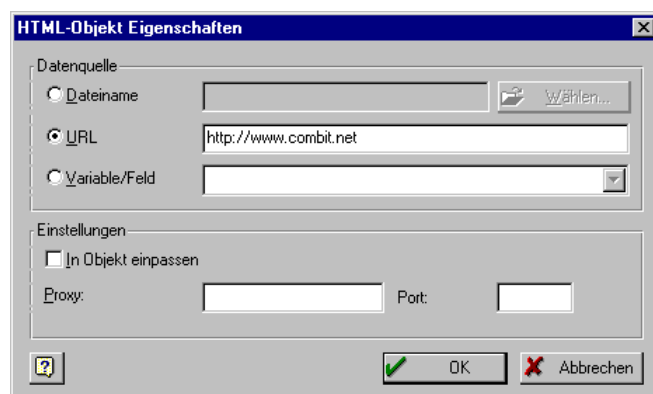 HTML-Objekt Eigenschaften
Datenquelle
Dateiname
Wählen...
URL
http://www.combit.net
Variable/Feld
Einstellungen
In Objekt einpassen
Proxy:
Port:
OK
Abbrechen